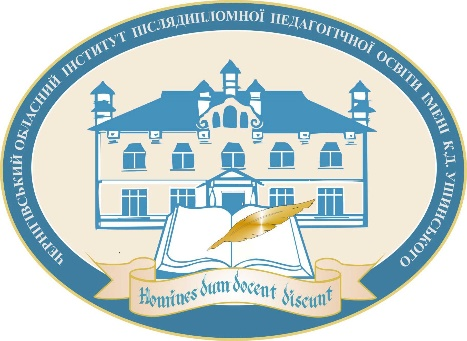 ЧЕРНІГІВСЬКИЙ ОБЛАСНИЙ ІНСТИТУТ ПІСЛЯДИПЛОМНОЇ ПЕДАГОГІЧНОЇ ОСВІТИ ІМЕНІ К.Д. УШИНСЬКОГО
Homines dum docent discunt